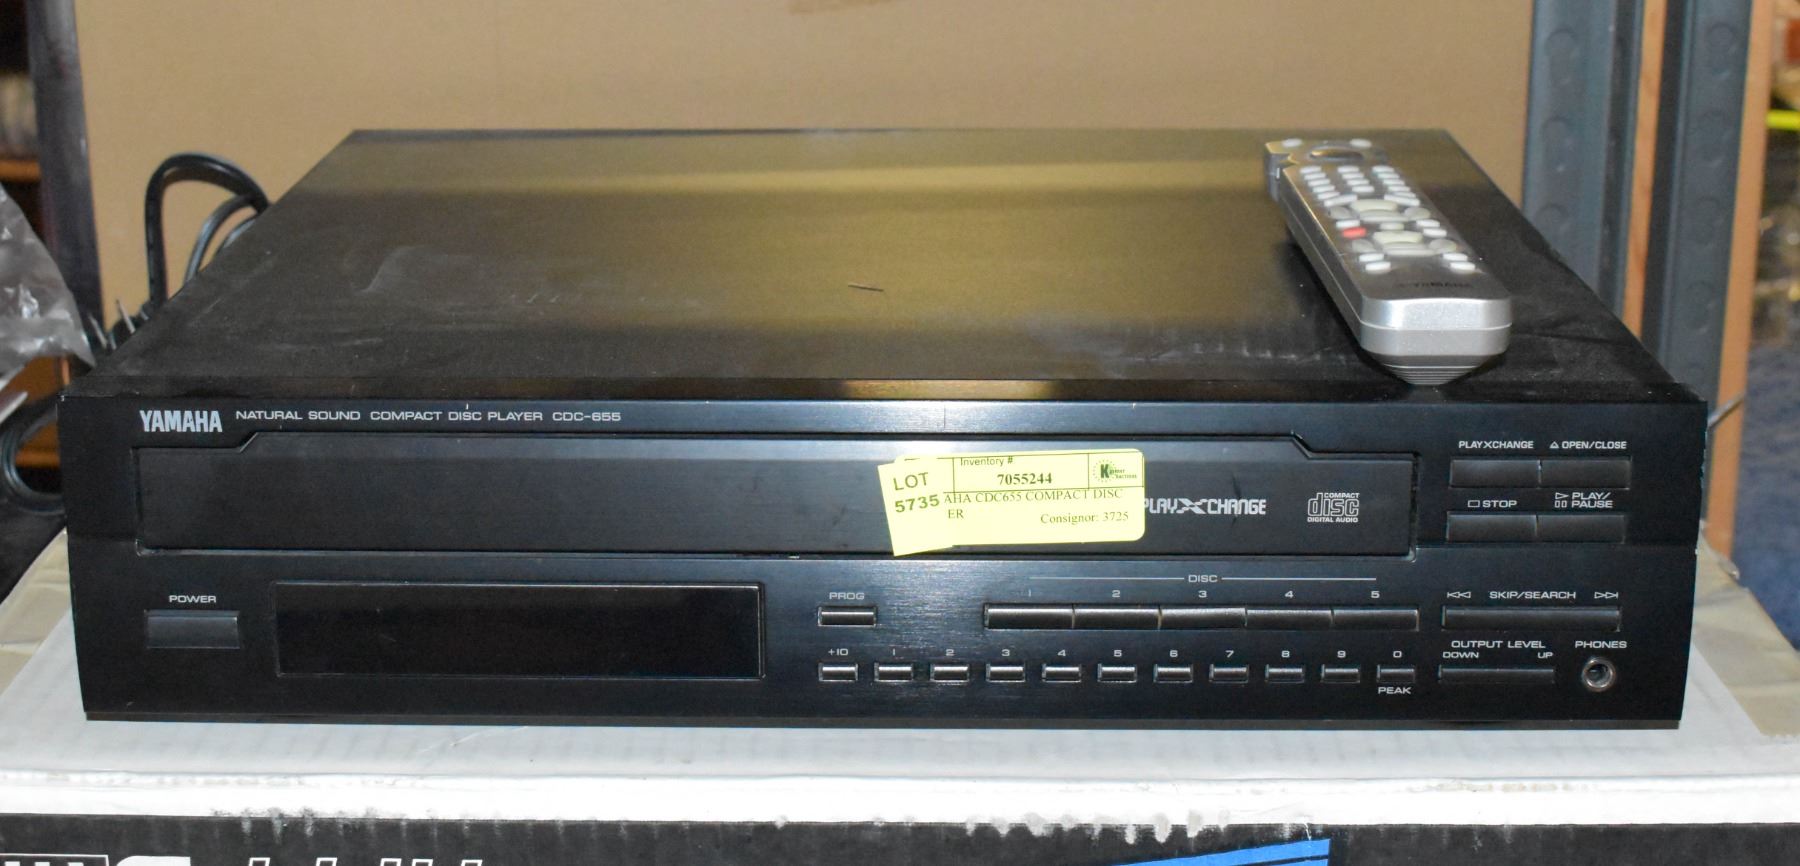 YAMAHA NATURAL SOUND COMPACT DISC PLAYER CDC-655
YAMAHA
PLAYXCHANGE OPEN/CLOSE
STOP PLAY/
PAUSE
LOT
5735
Inventory #
7055244
AHA CDC655 COMPACT DISC
ER
Consignor: 3725
PLAYXCHANGE
COMPACT
disc
DIGITAL AUDIO
POWER
PROG
DISC
1 2 3 4 5
SKIP/SEARCH
+10 1 2 3 4 5 6 7 8 9 0
PEAK
OUTPUT LEVEL
DOWN UP
PHONES